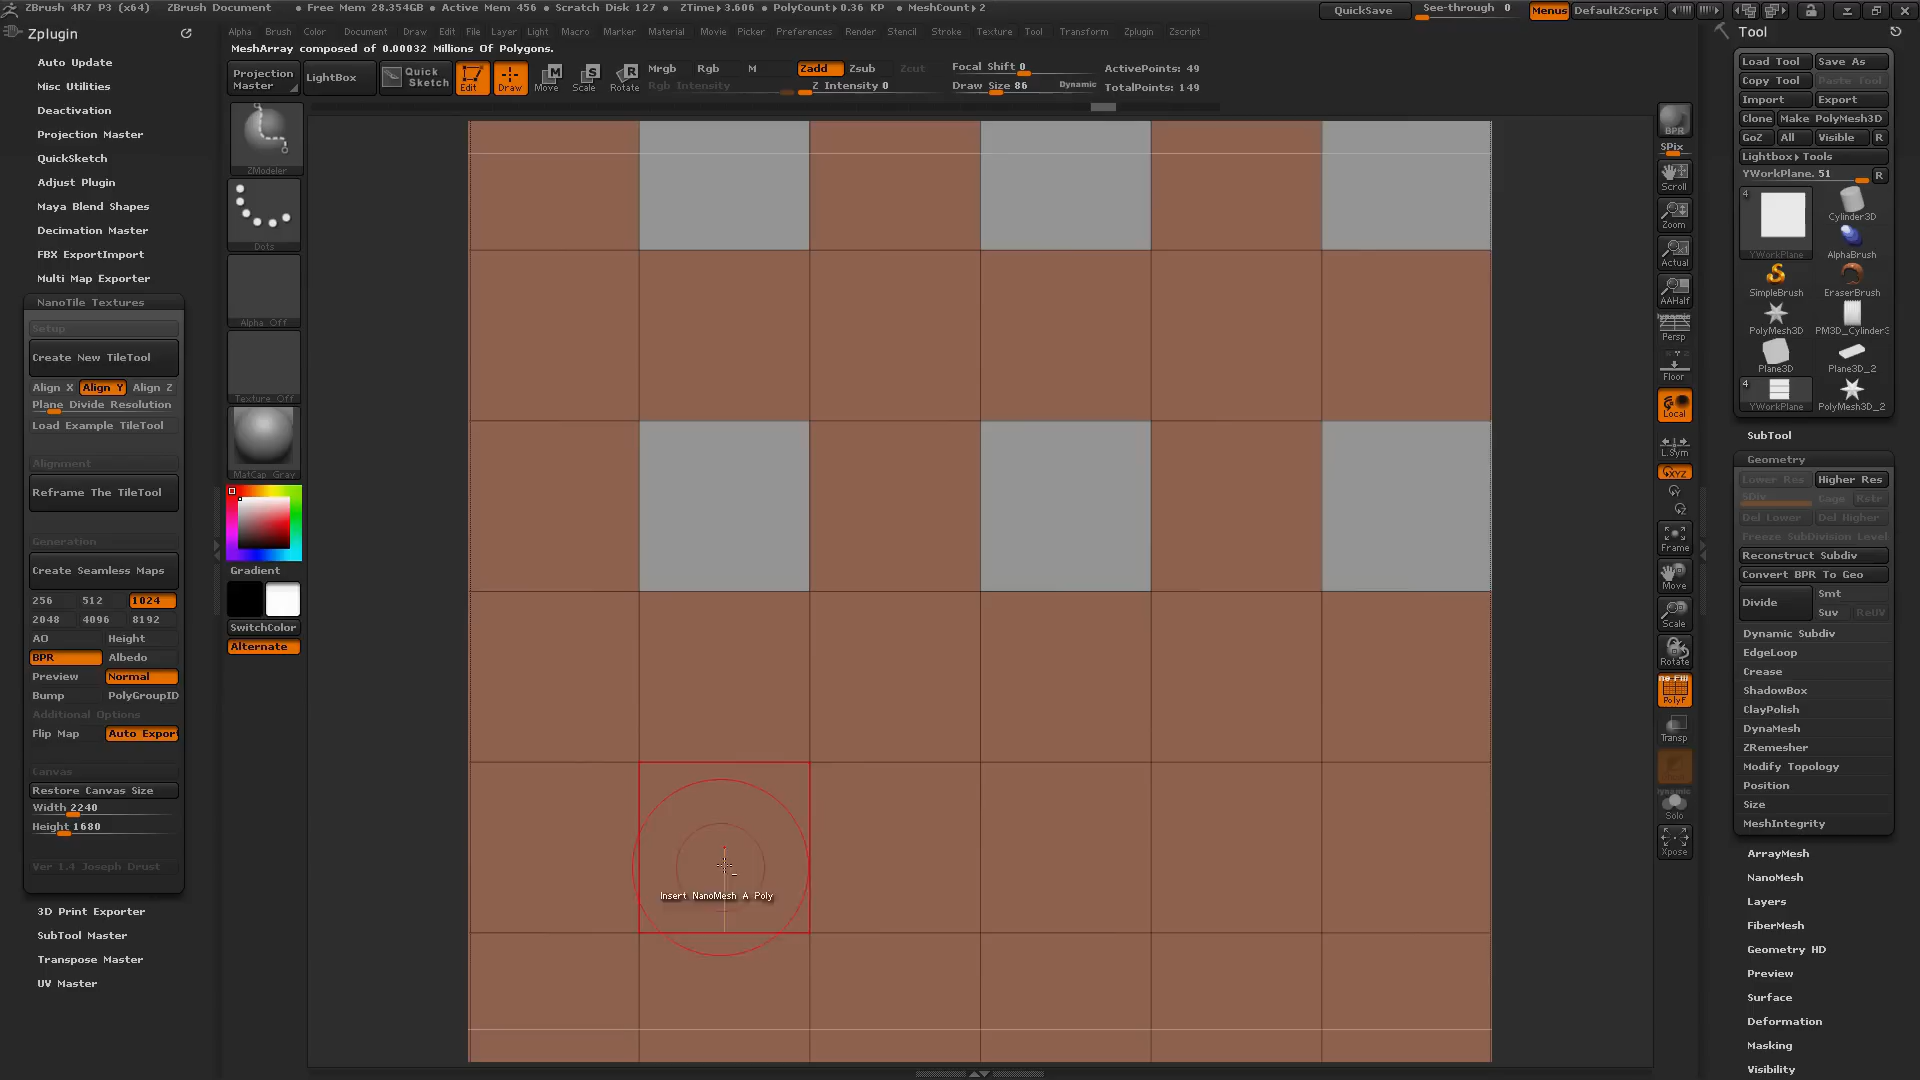 ZBrush 4R7 P3 (x64) ZBrush Document • Free Mem 28.354GB • Active Mem 456 • Scratch Disk 127 • ZTime▸3.606 • PolyCount▸0.36 KP • MeshCount▸2 QuickSave See-through 0 Menus DefaultZScript
Zplugin
Alpha Brush Color Document Draw Edit File Layer Light Macro Marker Material Movie Picker Preferences Render Stencil Stroke Texture Tool Transform Zplugin Zscript
Tool
MeshArray composed of 0.00032 Millions Of Polygons.
Auto Update
Misc Utilities
Deactivation
Projection Master
QuickSketch
Adjust Plugin
Maya Blend Shapes
Decimation Master
FBX ExportImport
Multi Map Exporter
NanoTile Textures
Setup
Create New TileTool
Align X Align Y Align Z
Plane Divide Resolution
Load Example TileTool
Alignment
Reframe The TileTool
Generation
Create Seamless Maps
256 512 1024
2048 4096 8192
AO Height
BPR Albedo
Preview Normal
Bump PolyGroupID
Additional Options
Flip Map Auto Expor
Canvas
Restore Canvas Size
Width 2240
Height 1680
Ver 1.4 Joseph Drust
3D Print Exporter
SubTool Master
Transpose Master
UV Master
Projection Master
LightBox
Quick Sketch
Edit
Draw
Move
Scale
Rotate
Mrgb Rgb M
Rgb Intensity
Zadd Zsub Zcut
Z Intensity 0
Focal Shift 0
Draw Size 86 Dynamic
ActivePoints: 49
TotalPoints: 149
ZModeler
Dots
Alpha Off
Texture Off
MatCap Gray
Gradient
SwitchColor
Alternate
Insert NanoMesh A Poly
BPR
SPix
Scroll
Zoom
Actual
AAHalf
Dynamic
Persp
Floor
Local
L.Sym
XYZ
Frame
Move
Scale
Rotate
PolyF
Transp
Dynamic
Solo
Xpose
Load Tool Save As
Copy Tool Paste Tool
Import Export
Clone Make PolyMesh3D
GoZ All Visible R
Lightbox▸Tools
YWorkPlane. 51 R
4
YWorkPlane
Cylinder3D
AlphaBrush
SimpleBrush EraserBrush
PolyMesh3D PM3D_Cylinder3
Plane3D Plane3D_2
4
YWorkPlane PolyMesh3D_2
SubTool
Geometry
Lower Res Higher Res
SDiv Cage Rstr
Del Lower Del Higher
Freeze SubDivision Level
Reconstruct Subdiv
Convert BPR To Geo
Divide Smt
Suv ReUV
Dynamic Subdiv
EdgeLoop
Crease
ShadowBox
ClayPolish
DynaMesh
ZRemesher
Modify Topology
Position
Size
MeshIntegrity
ArrayMesh
NanoMesh
Layers
FiberMesh
Geometry HD
Preview
Surface
Deformation
Masking
Visibility